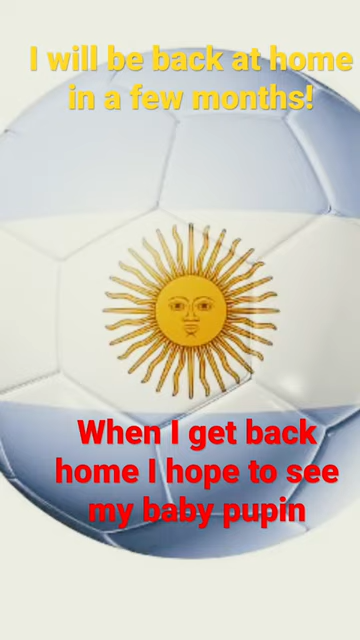 I will be back at home
in a few months!
When I get back
home I hope to see
my baby pupin